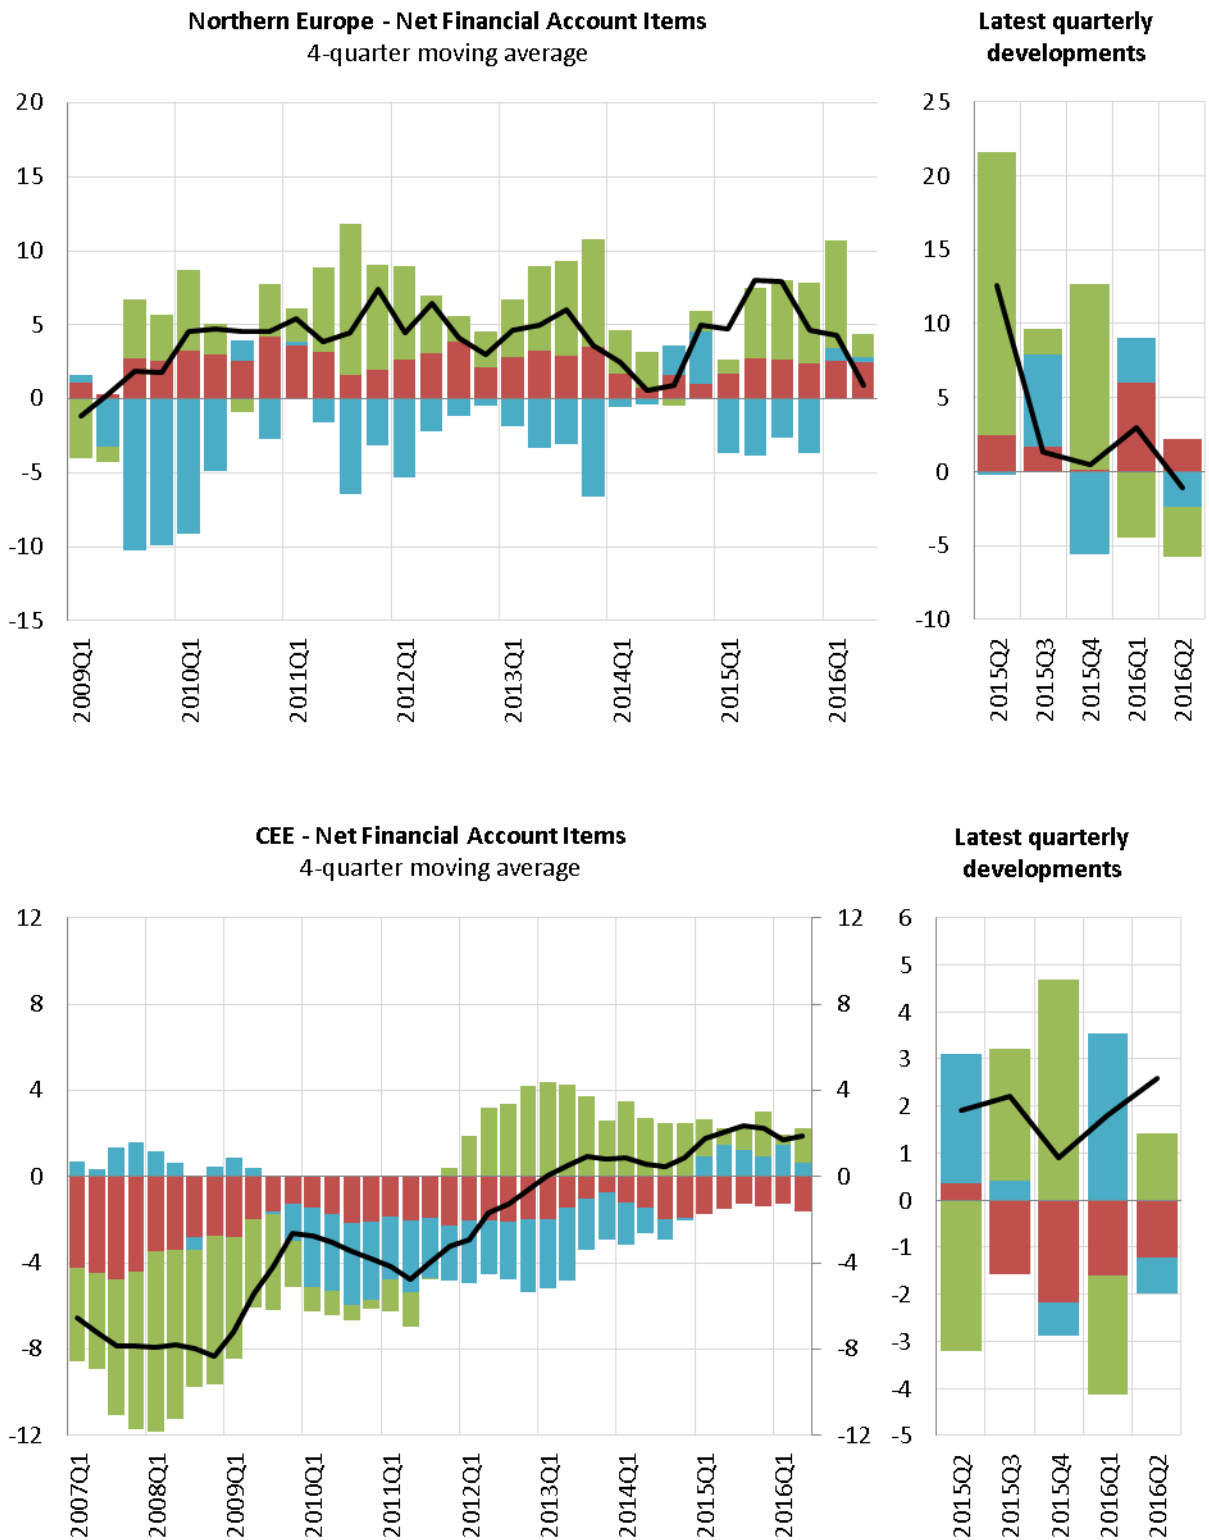 Northern Europe - Net Financial Account Items
4-quarter moving average
20
15
10
5
0
-5
-10
-15
2009Q1
2010Q1
2011Q1
2012Q1
2013Q1
2014Q1
2015Q1
2016Q1
Latest quarterly
developments
25
20
15
10
5
0
-5
-10
2015Q2
2015Q3
2015Q4
2016Q1
2016Q2
CEE - Net Financial Account Items
4-quarter moving average
12
8
4
0
-4
-8
-12
12
8
4
0
-4
-8
-12
2007Q1
2008Q1
2009Q1
2010Q1
2011Q1
2012Q1
2013Q1
2014Q1
2015Q1
2016Q1
Latest quarterly
developments
6
5
4
3
2
1
0
-1
-2
-3
-4
-5
2015Q2
2015Q3
2015Q4
2016Q1
2016Q2